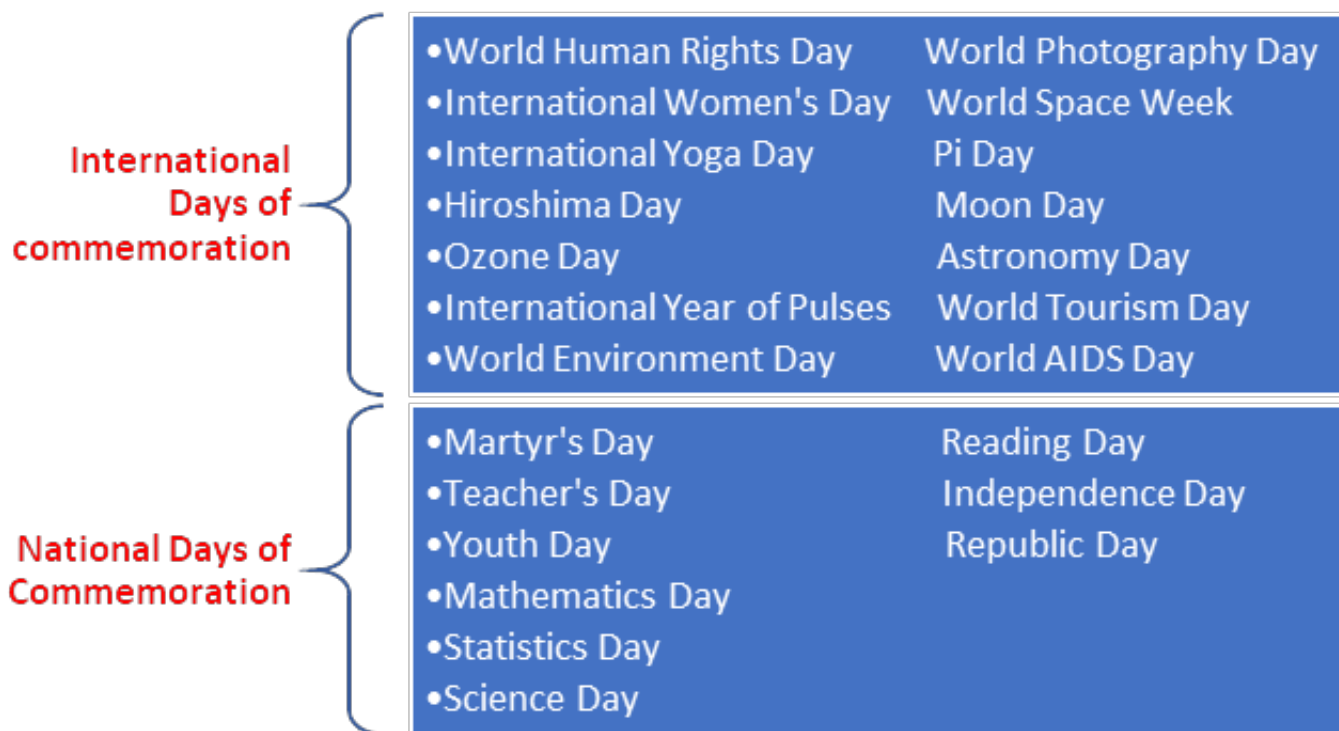 International
Days of
commemoration
•World Human Rights Day World Photography Day
•International Women's Day World Space Week
•International Yoga Day Pi Day
•Hiroshima Day Moon Day
•Ozone Day Astronomy Day
•International Year of Pulses World Tourism Day
•World Environment Day World AIDS Day
National Days of
Commemoration
•Martyr's Day Reading Day
•Teacher's Day Independence Day
•Youth Day Republic Day
•Mathematics Day
•Statistics Day
•Science Day